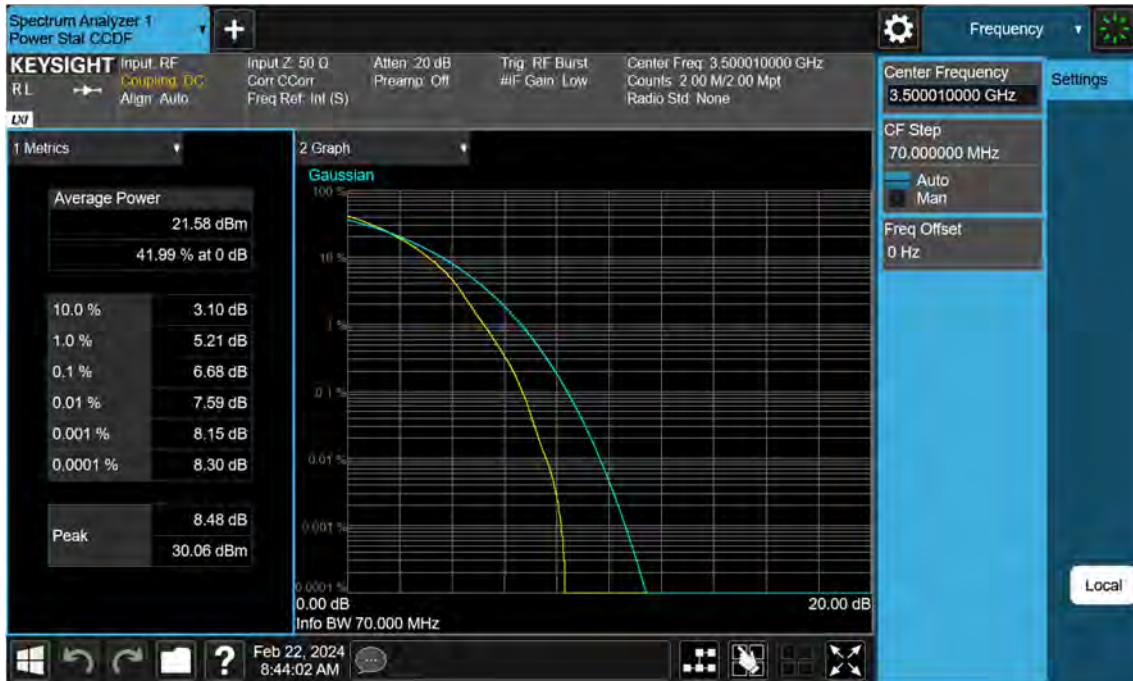 Spectrum Analyzer 1
Power Stat CCDF
Frequency
KEYSIGHT
RL
LXI
Input: RF
Coupling: DC
Align: Auto
Input Z: 50 Ω
Corr CCorr
Freq Ref: Int (S)
Atten: 20 dB
Preamp: Off
Trig: RF Burst
#IF Gain: Low
Center Freq: 3.500010000 GHz
Counts: 2.00 M/2.00 Mpt
Radio Std: None
Center Frequency
3.500010000 GHz
Settings
CF Step
70.000000 MHz
Auto
Man
Freq Offset
0 Hz
1 Metrics
Average Power
21.58 dBm
41.99 % at 0 dB
10.0 % 3.10 dB
1.0 % 5.21 dB
0.1 % 6.68 dB
0.01 % 7.59 dB
0.001 % 8.15 dB
0.0001 % 8.30 dB
Peak 8.48 dB
30.06 dBm
2 Graph
Gaussian
100 %
10 %
1 %
0.1 %
0.01 %
0.001 %
0.0001 %
0.00 dB 20.00 dB
Info BW 70.000 MHz
Local
?
Feb 22, 2024
8:44:02 AM